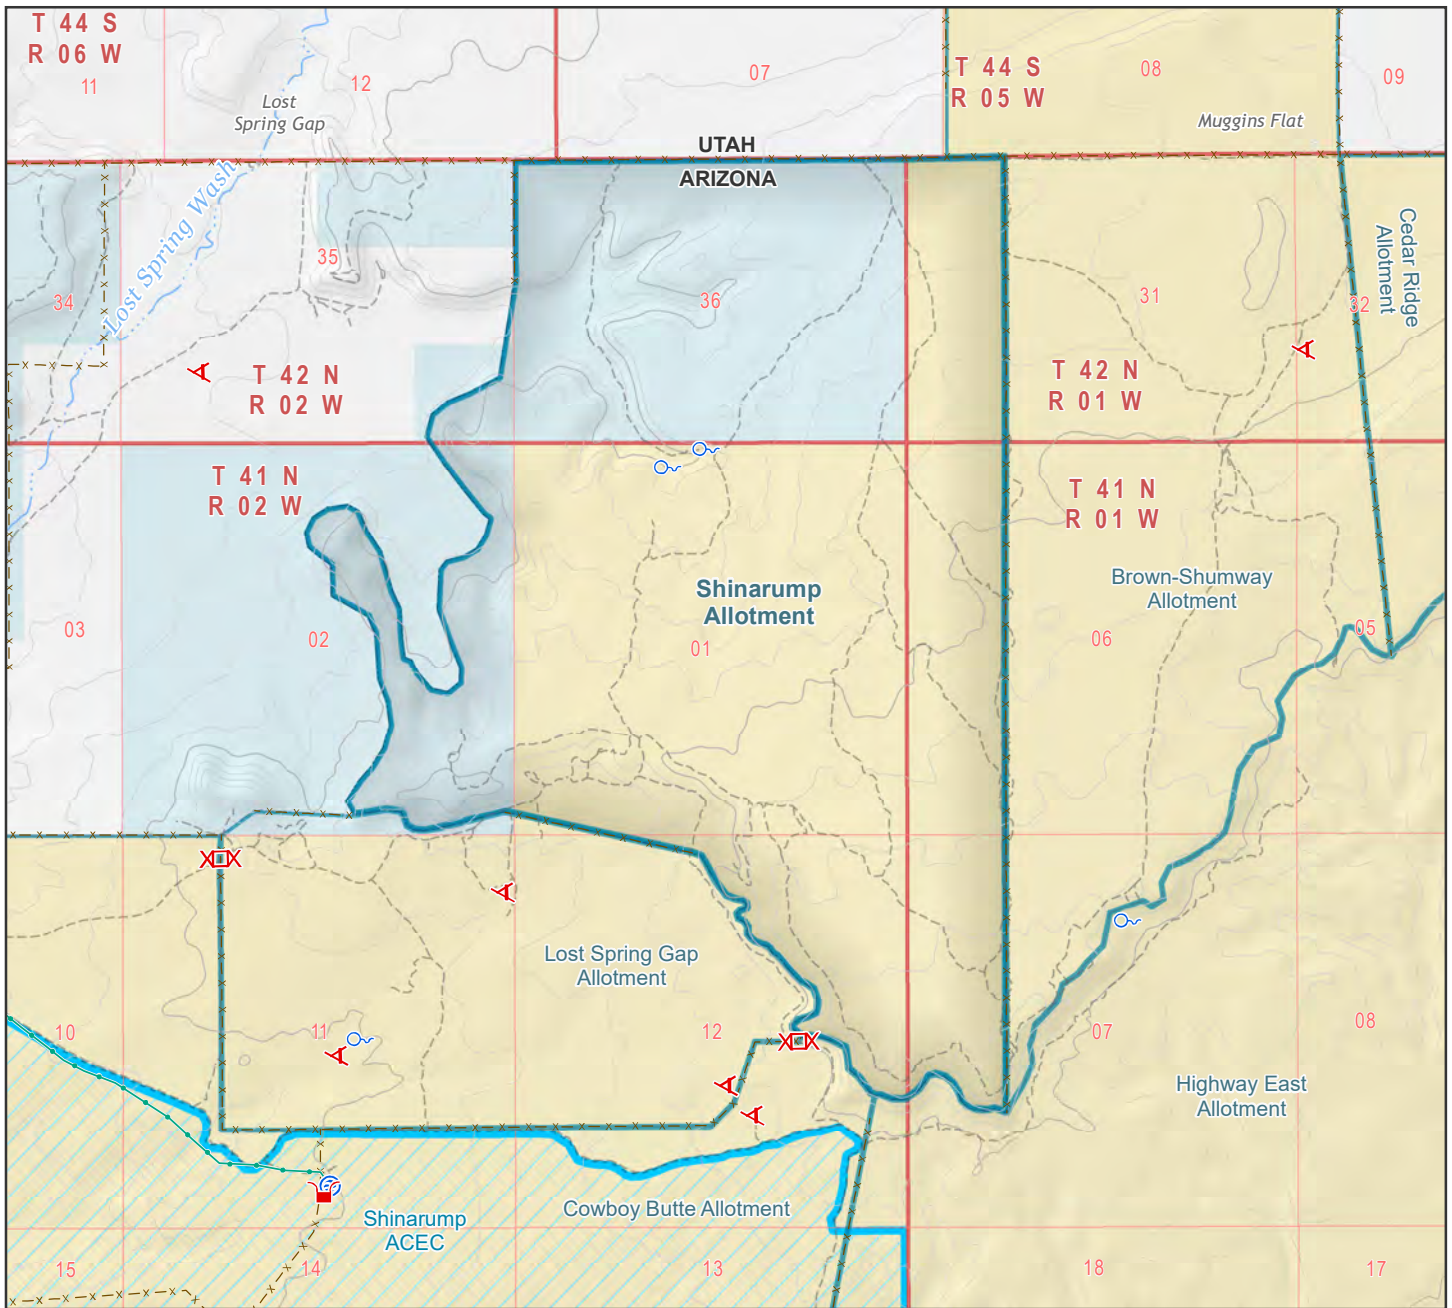 T 44 S
R 06 W
11
12
07
T 44 S
R 05 W
08
09
Lost
Spring Gap
Muggins Flat
UTAH
ARIZONA
Lost Spring Wash
34
35
36
31
32
Cedar Ridge
Allotment
T 42 N
R 02 W
T 42 N
R 01 W
T 41 N
R 02 W
T 41 N
R 01 W
Shinarump
Allotment
Brown-Shumway
Allotment
03
02
01
06
05
Lost Spring Gap
Allotment
10
11
12
07
08
Highway East
Allotment
Shinarump
ACEC
Cowboy Butte Allotment
15
14
13
18
17